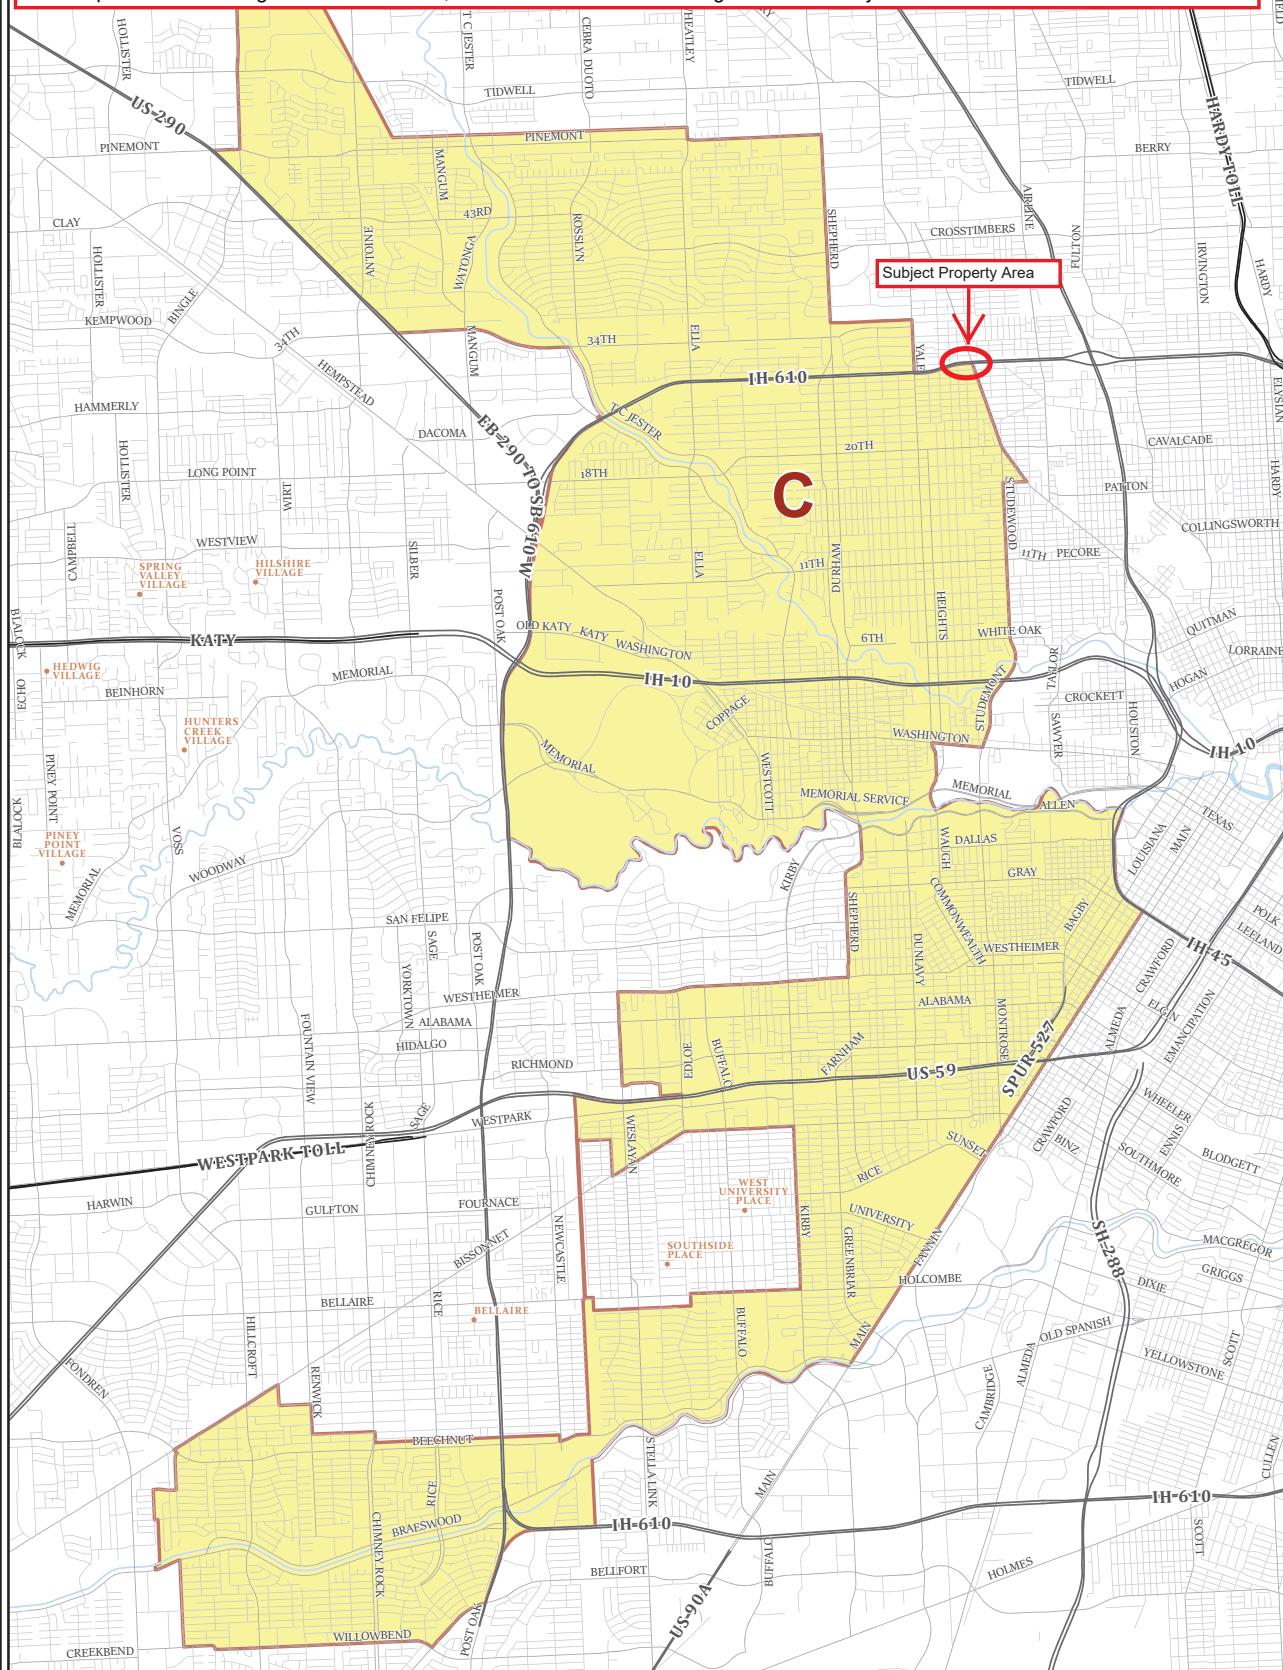 HOLLISTER
T C JESTER
CEBRA
DUOTO
WHEATLEY
TIDWELL
TIDWELL
US-290
HARDY-TOLL
PINEMONT
PINEMONT
BERRY
MANGUM
43RD
ROSSLYN
SHEPHERD
AIRLINE
CLAY
ANTOINE
WATONGA
CROSSTIMBERS
FULTON
IRVINGTON
HARDY
HOLLISTER
Subject Property Area
KEMPWOOD
BINGLE
34TH
MANGUM
34TH
ELLA
YALE
HEMPSTEAD
IH 610
ELYSIAN
HAMMERLY
T C JESTER
DACOMA
EB-290-TO-SB-610-W
20TH
CAVALCADE
HOLLISTER
LONG POINT
18TH
C
HARDY
WIRT
STUDEWOOD
PATTON
COLLINGSWORTH
CAMPBELL
WESTVIEW
SILBER
ELLA
11TH
DURHAM
11TH
PECORE
SPRING
VALLEY
VILLAGE
HILSHIRE
VILLAGE
POST OAK
HEIGHTS
BLALOCK
KATY
OLD KATY
KATY
WASHINGTON
6TH
WHITE OAK
QUITMAN
LORRAINE
HEDWIG
VILLAGE
ECHO
BEINHORN
MEMORIAL
IH 10
TAYLOR
HOGAN
HUNTERS
CREEK
VILLAGE
COPPAGE
STUDEMONT
CROCKETT
SAWYER
HOUSTON
IH-10
WASHINGTON
MEMORIAL
PINEY POINT
WESTCOTT
MEMORIAL SERVICE
MEMORIAL
ALLEN
BLALOCK
PINEY
POINT
VILLAGE
VOSS
WOODWAY
MEMORIAL
KIRBY
WAUGH
DALLAS
LOUISIANA
MAIN
TEXAS
GRAY
SAN FELIPE
SAGE
POST OAK
SHEPHERD
COMMONWEALTH
BAGBY
POLK
LEELAND
DUNLAVY
WESTHEIMER
CRAWFORD
IH-45
YORKTOWN
WESTHEIMER
ALABAMA
ALABAMA
MONTROSE
ELGIN
EMANCIPATION
FOUNTAIN VIEW
HIDALGO
RICHMOND
EDLOE
BUFFALO
FARNHAM
US 59
SPUR-527
ALMEDA
SAGE
WESTPARK
WESLAYAN
CHIMNEY ROCK
WESTPARK TOLL
SUNSET
CRAWFORD
BINZ
WHEELER
ENNIS
SOUTHMORE
BLODGETT
HARWIN
GULFTON
FOURNACE
RICE
WEST
UNIVERSITY
PLACE
KIRBY
UNIVERSITY
BISSONNET
NEWCASTLE
SOUTHSIDE
PLACE
GREENBRIAR
FANNIN
SH-288
MACGREGOR
HOLCOMBE
GRIGGS
DIXIE
BELLAIRE
RICE
BELLAIRE
BUFFALO
MAIN
OLD SPANISH
HILLCROFT
ALMEDA
SCOTT
YELLOWSTONE
FONDREN
RENWICK
CAMBRIDGE
BEECHNUT
STELLA LINK
CULLEN
RICE
MAIN
IH-610
CHIMNEY ROCK
BRAESWOOD
IH-610
SCOTT
BELLFORT
BUFFALO
HOLMES
US-90A
POST OAK
WILLOWBEND
CREEKBEND